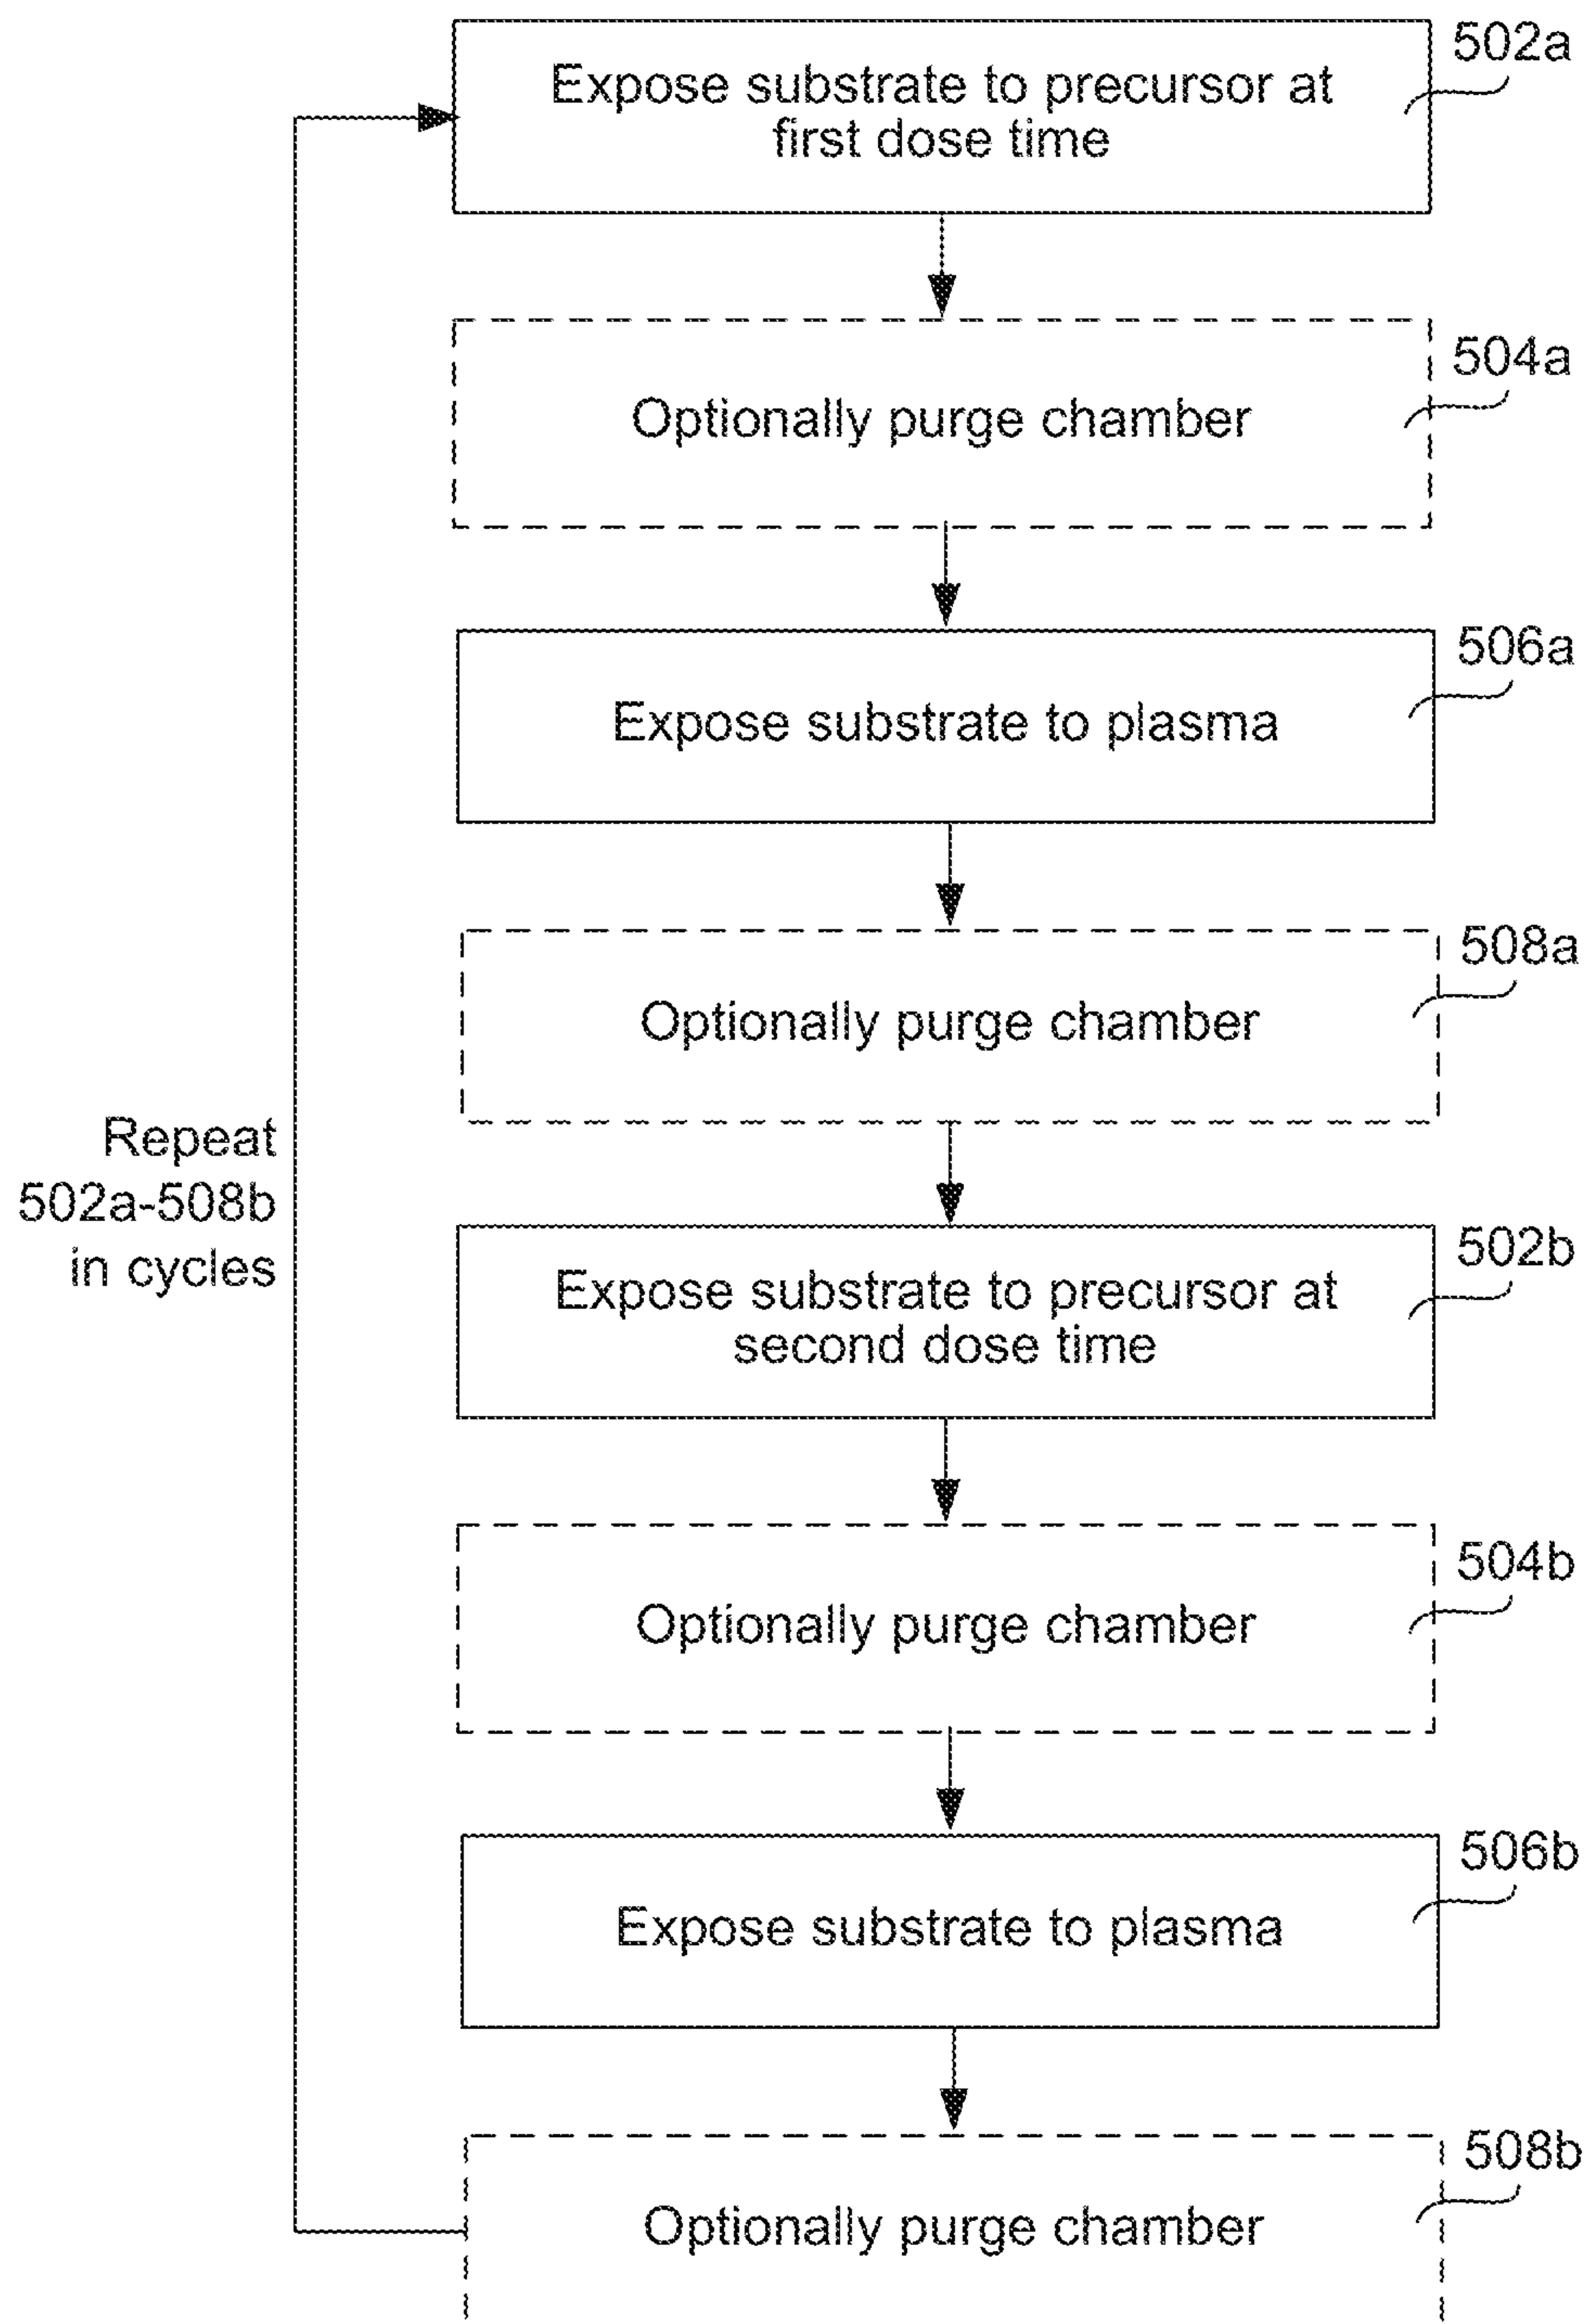 502a
Expose substrate to precursor at
first dose time
504a
Optionally purge chamber
506a
Expose substrate to plasma
508a
Optionally purge chamber
Repeat
502a-508b
in cycles
502b
Expose substrate to precursor at
second dose time
504b
Optionally purge chamber
506b
Expose substrate to plasma
508b
Optionally purge chamber